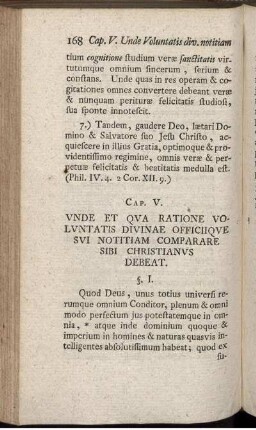 168 Cap. V. Unde Voluntatis div. notitiam
tium cognitione studium veræ sanctitatis vir-
tutumque omnium sincerum, serium &
constans. Unde quas in res operam & co-
gitationes omnes convertere debeant veræ
& nunquam perituræ felicitatis studiosi,
sua sponte innotescit.
7.) Tandem, gaudere Deo, lætari Do-
mino & Salvatore suo Jesu Christo, ac-
quiescere in illius Gratia, optimoque & pro-
videntissimo regimine, omnis veræ & per-
petuæ felicitatis & beatitatis medulla est.
(Phil. IV. 4. 2 Cor. XII. 9.)
CAP. V.
VNDE ET QVA RATIONE VO-
LVNTATIS DIVINAE OFFICIIQVE
SVI NOTITIAM COMPARARE
SIBI CHRISTIANVS
DEBEAT.
§. I.
Quod Deus, unus totius universi re-
rumque omnium Conditor, plenum & omni
modo perfectum jus potestatemque in om-
nia, * atque inde dominium quoque &
imperium in homines & naturas quasvis in-
telligentes absolutissimum habeat; quod ex
su-